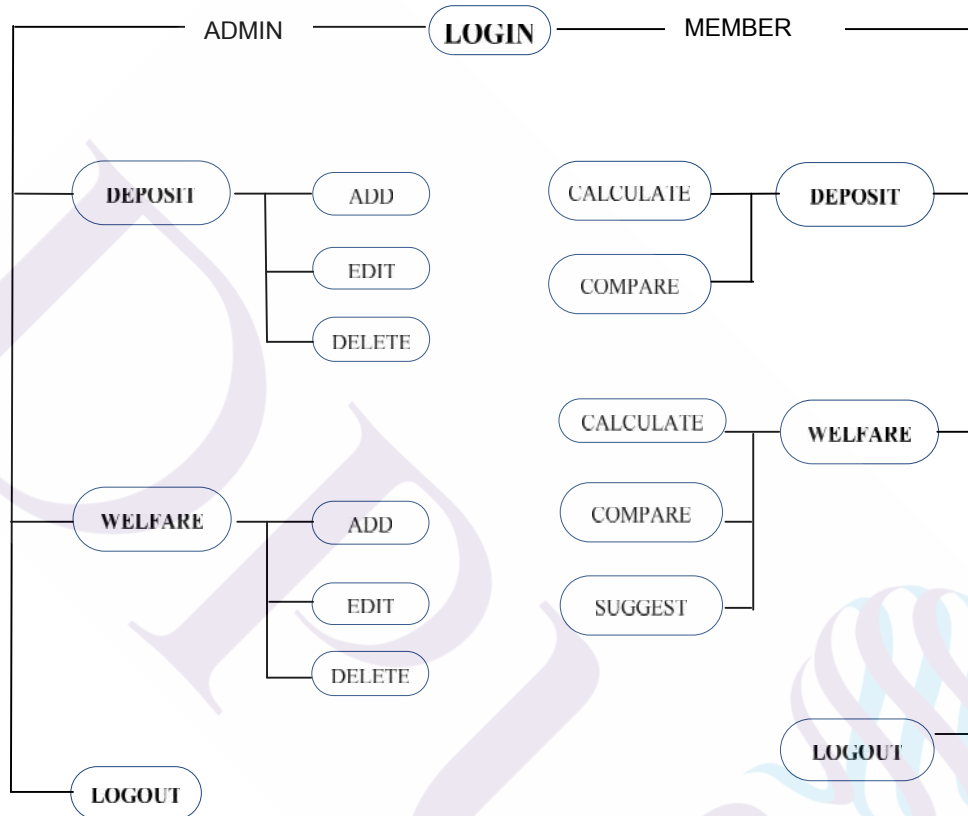 ADMIN
LOGIN
MEMBER
DEPOSIT
ADD
EDIT
DELETE
WELFARE
ADD
EDIT
DELETE
LOGOUT
CALCULATE
DEPOSIT
COMPARE
CALCULATE
WELFARE
COMPARE
SUGGEST
LOGOUT